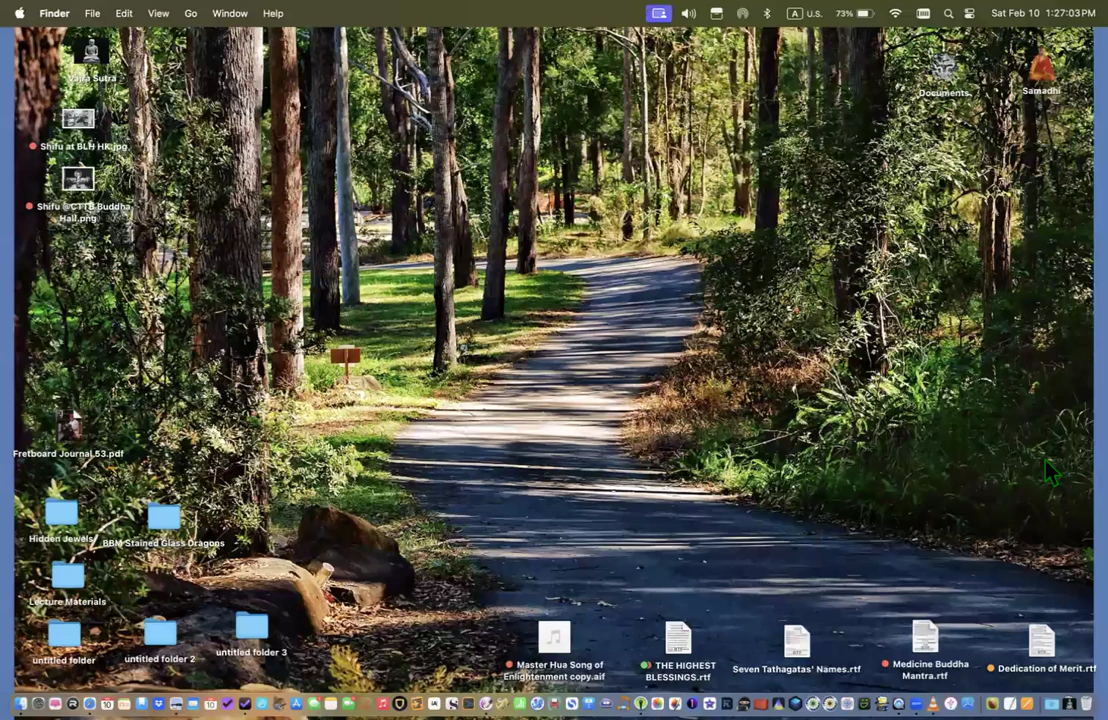 Finder File Edit View Go Window Help
A U.S. 73% Sat Feb 10 1:27:03 PM
Vajra Sutra
Documents
Samadhi
Shifu at BLH HK.jpg
Shifu @CTTB Buddha
Hall.png
Fretboard Journal 53.pdf
Hidden Jewels
BBM Stained Glass Dragons
Lecture Materials
untitled folder
untitled folder 2
untitled folder 3
Master Hua Song of
Enlightenment copy.aif
THE HIGHEST
BLESSINGS.rtf
Seven Tathagatas' Names.rtf
Medicine Buddha
Mantra.rtf
Dedication of Merit.rtf